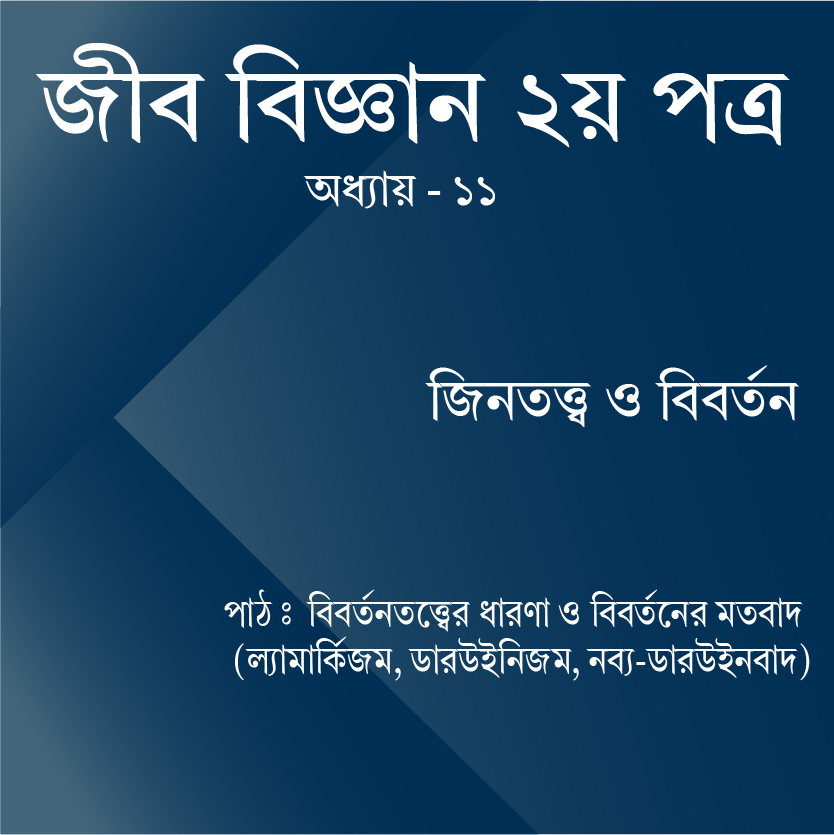 জীব বিজ্ঞান ২য় পত্র
অধ্যায় - ১১
জিনতত্ত্ব ও বিবর্তন
পাঠ ঃ বিবর্তনতত্ত্বের ধারণা ও বিবর্তনের মতবাদ
(ল্যামার্কিজম, ডারউইনিজম, নব্য-ডারউইনবাদ)